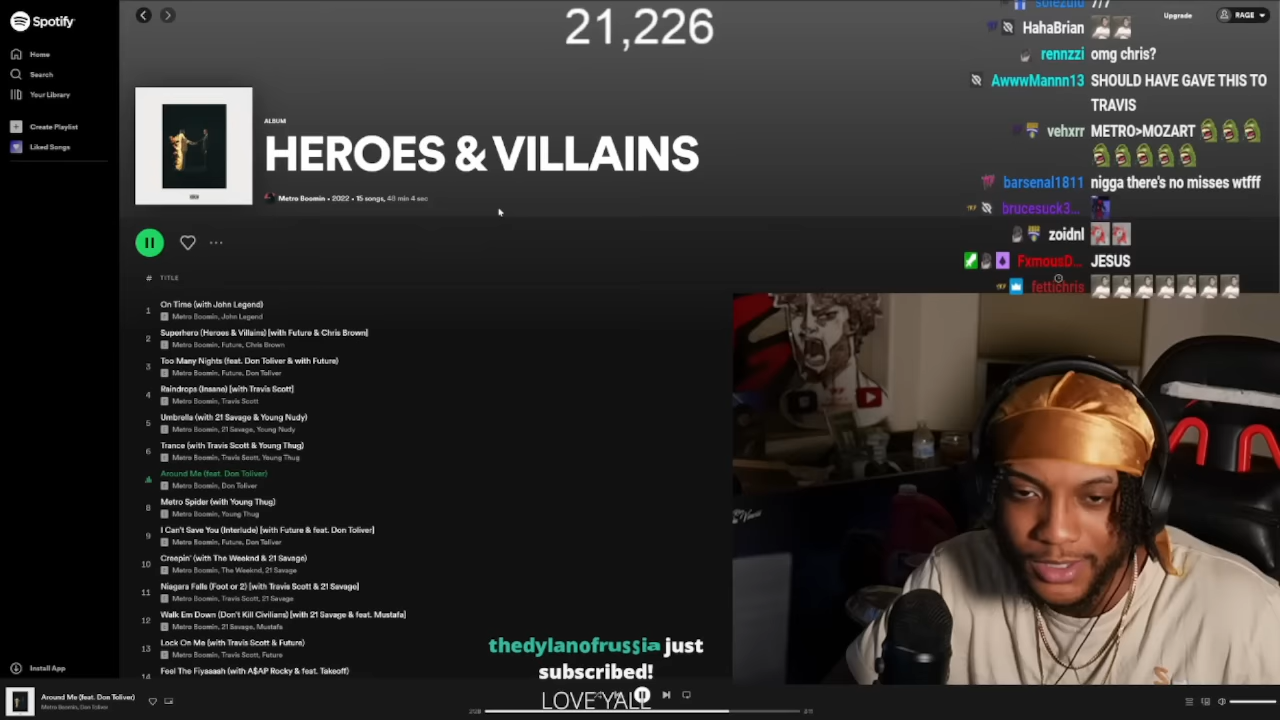 Spotify
Home
Search
Your Library
Create Playlist
Liked Songs
Install App
21,226
Upgrade
RAGE
ALBUM
HEROES & VILLAINS
Metro Boomin • 2022 • 15 songs, 48 min 4 sec
# TITLE
1 On Time (with John Legend)
E Metro Boomin, John Legend
2 Superhero (Heroes & Villains) [with Future & Chris Brown]
E Metro Boomin, Future, Chris Brown
3 Too Many Nights (feat. Don Toliver & with Future)
E Metro Boomin, Future, Don Toliver
4 Raindrops (Insane) [with Travis Scott]
E Metro Boomin, Travis Scott
5 Umbrella (with 21 Savage & Young Nudy)
E Metro Boomin, 21 Savage, Young Nudy
6 Trance (with Travis Scott & Young Thug)
E Metro Boomin, Travis Scott, Young Thug
Around Me (feat. Don Toliver)
E Metro Boomin, Don Toliver
8 Metro Spider (with Young Thug)
E Metro Boomin, Young Thug
9 I Can't Save You (Interlude) [with Future & feat. Don Toliver]
E Metro Boomin, Future, Don Toliver
10 Creepin' (with The Weeknd & 21 Savage)
E Metro Boomin, The Weeknd, 21 Savage
11 Niagara Falls (Foot or 2) [with Travis Scott & 21 Savage]
E Metro Boomin, Travis Scott, 21 Savage
12 Walk Em Down (Don't Kill Civilians) [with 21 Savage & feat. Mustafa]
E Metro Boomin, 21 Savage, Mustafa
13 Lock On Me (with Travis Scott & Future)
E Metro Boomin, Travis Scott, Future
14 Feel The Fiyaaaah (with A$AP Rocky & feat. Takeoff)
solezulu 7/7
HahaBrian
rennzzi omg chris?
AwwwMannn13 SHOULD HAVE GAVE THIS TO
TRAVIS
vehxrr METRO>MOZART
barsenal1811 nigga there's no misses wtfff
brucesuck3...
zoidnl
FxmousD... JESUS
fettichris
thedylanofrussia just
subscribed!
LOVE YALL
Around Me (feat. Don Toliver)
Metro Boomin, Don Toliver